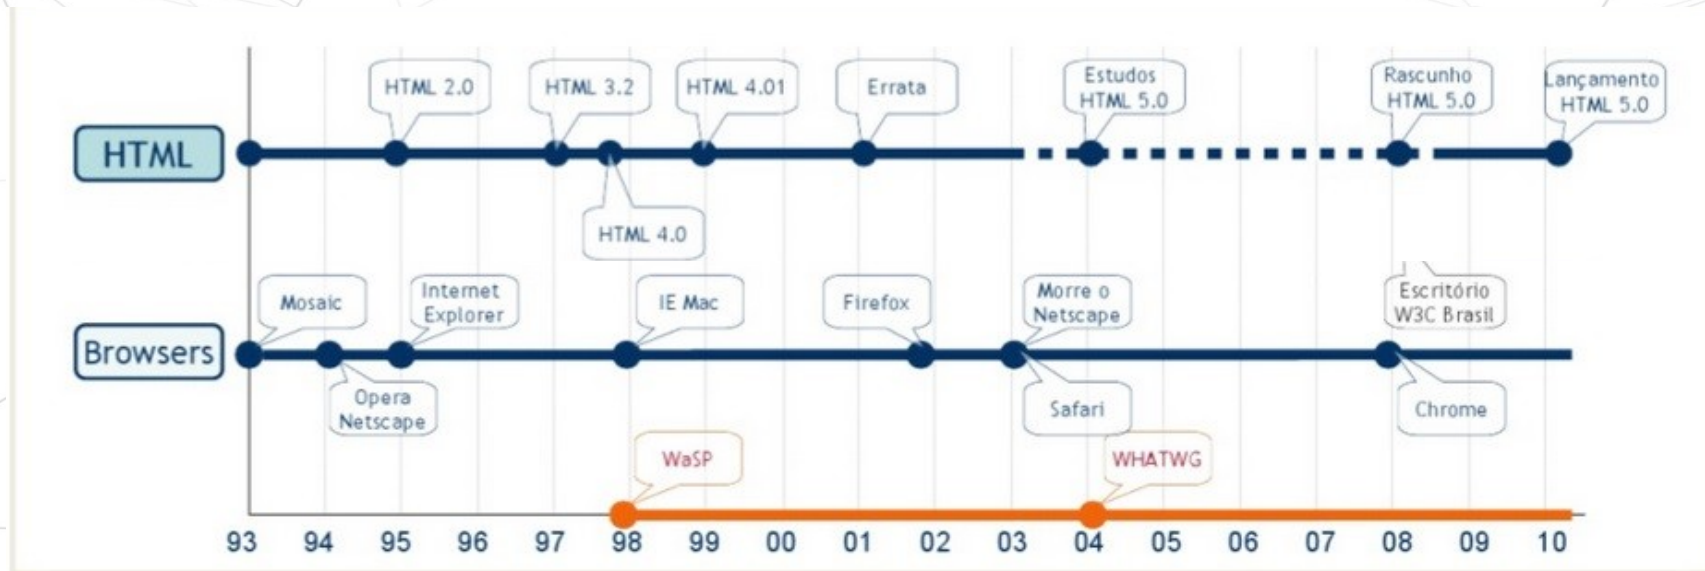 HTML 2.0
HTML 3.2
HTML 4.01
Errata
Estudos
HTML 5.0
Rascunho
HTML 5.0
Lançamento
HTML 5.0
HTML
HTML 4.0
Mosaic
Internet
Explorer
IE Mac
Firefox
Morre o
Netscape
Escritório
W3C Brasil
Browsers
Opera
Netscape
Safari
Chrome
WaSP
WHATWG
93 94 95 96 97 98 99 00 01 02 03 04 05 06 07 08 09 10